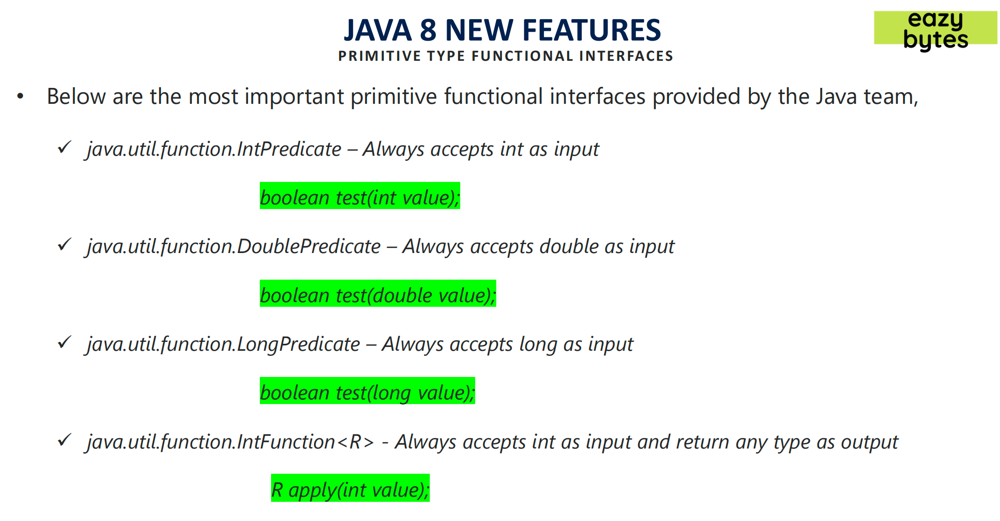 JAVA 8 NEW FEATURES
PRIMITIVE TYPE FUNCTIONAL INTERFACES
eazy
bytes
• Below are the most important primitive functional interfaces provided by the Java team,
✓ java.util.function.IntPredicate – Always accepts int as input
boolean test(int value);
✓ java.util.function.DoublePredicate – Always accepts double as input
boolean test(double value);
✓ java.util.function.LongPredicate – Always accepts long as input
boolean test(long value);
✓ java.util.function.IntFunction<R> - Always accepts int as input and return any type as output
R apply(int value);